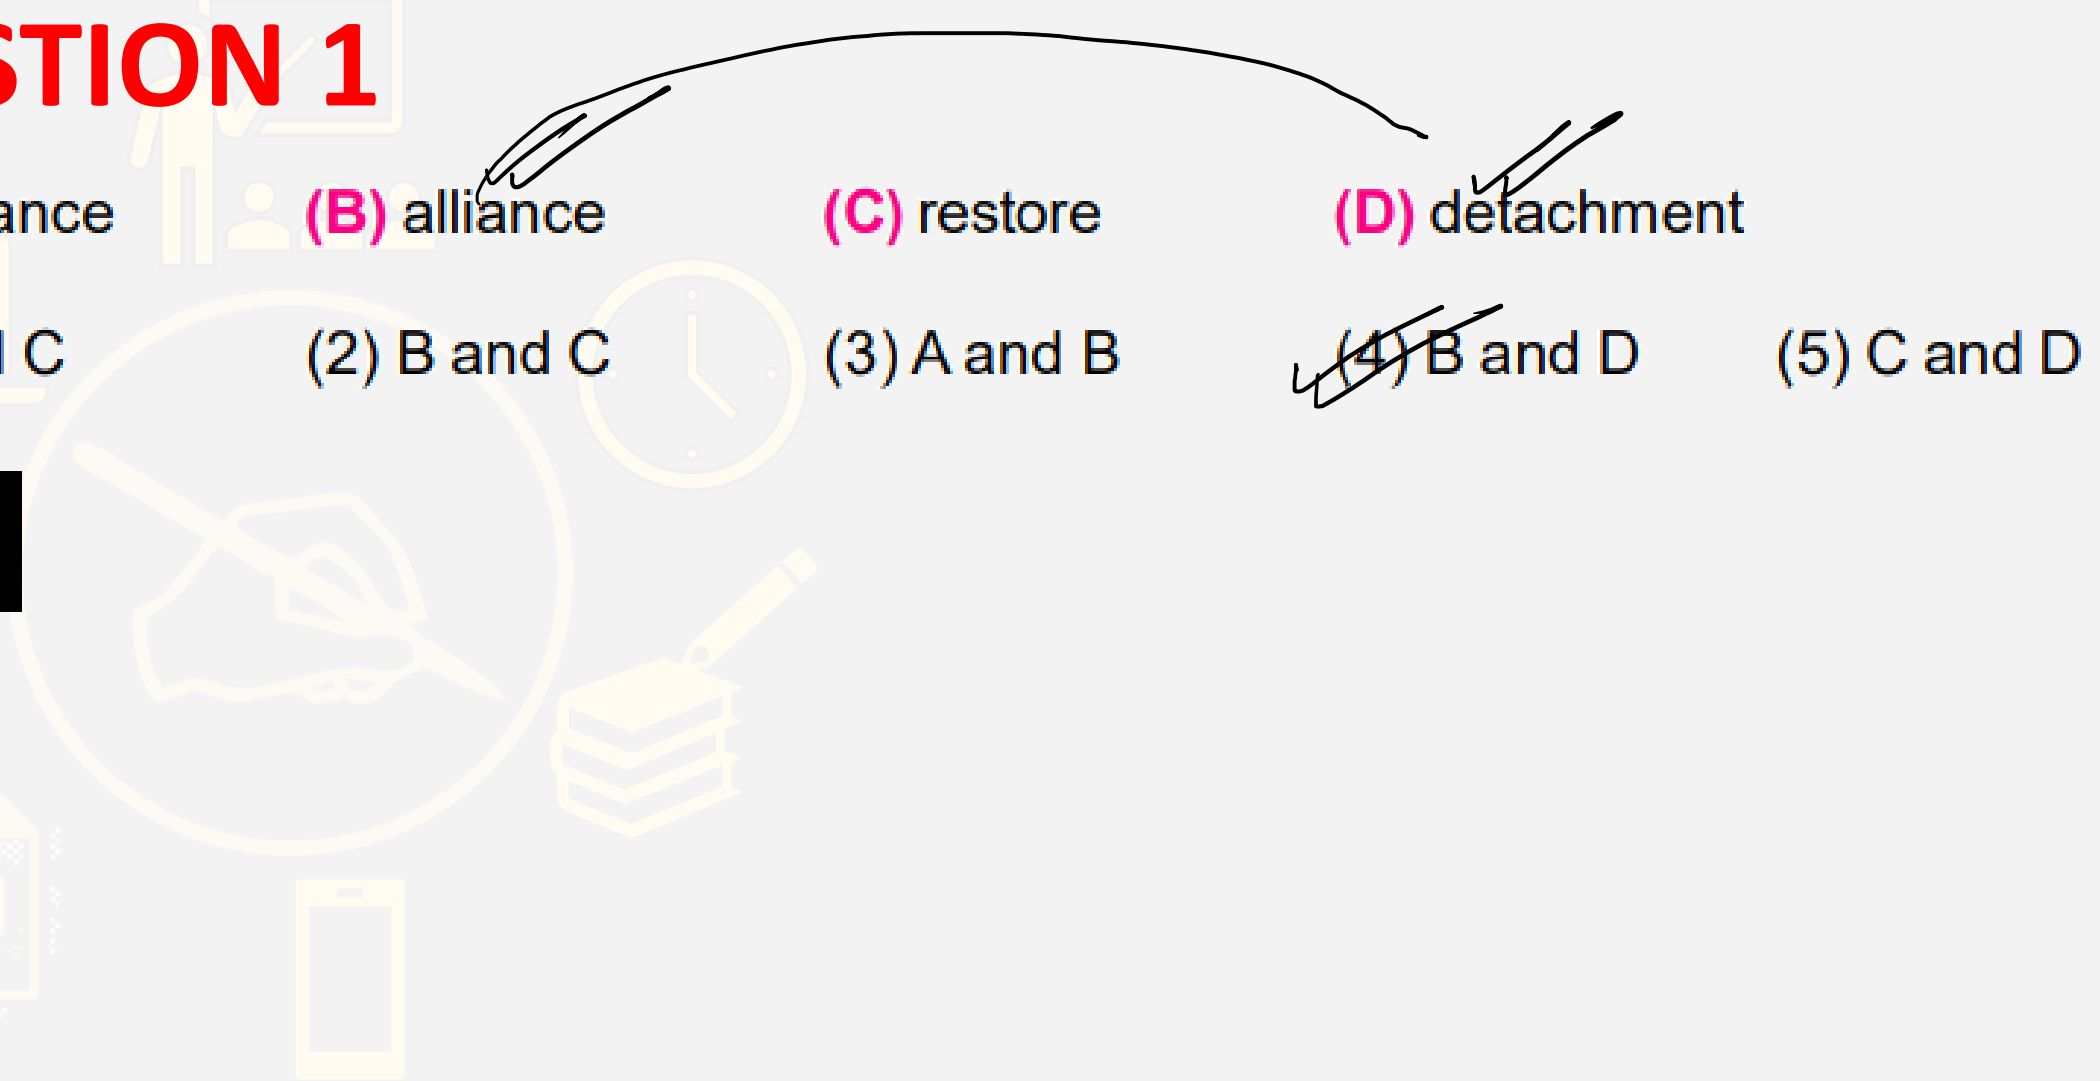 STION 1
ance (B) alliance (C) restore (D) detachment
C (2) B and C (3) A and B (4) B and D (5) C and D